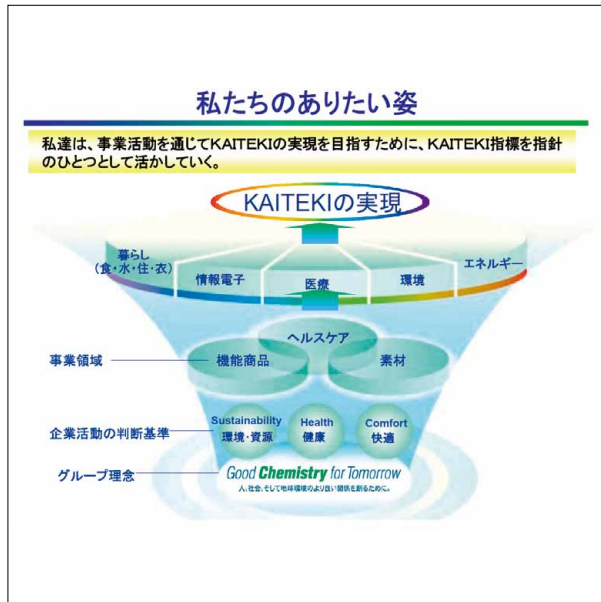 私たちのありたい姿
私達は、事業活動を通じてKAITEKIの実現を目指すために、KAITEKI指標を指針
のひとつとして活かしていく。
KAITEKIの実現
暮らし
(食・水・住・衣)
情報電子
医療
環境
エネルギー
ヘルスケア
事業領域
機能商品
素材
企業活動の判断基準
Sustainability
環境・資源
Health
健康
Comfort
快適
グループ理念
Good Chemistry for Tomorrow
人、社会、そして地球環境のより良い関係を創るために。